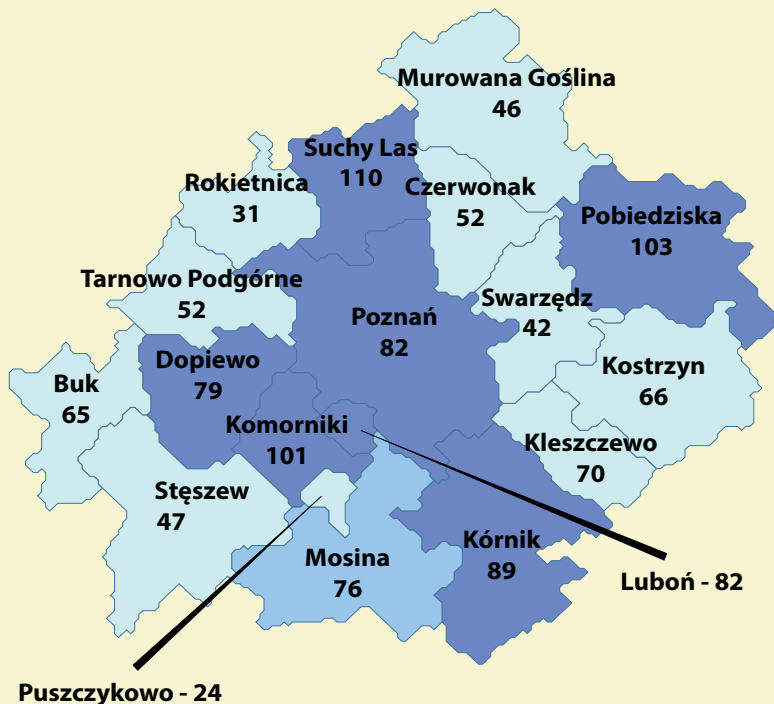 Murowana Goślina
46
Suchy Las
110
Rokietnica
31
Czerwonak
52
Pobiedziska
103
Tarnowo Podgórne
52
Swarzędz
42
Poznań
82
Dopiewo
79
Buk
65
Kostrzyn
66
Komorniki
101
Kleszczewo
70
Stęszew
47
Kórnik
89
Mosina
76
Luboń - 82
Puszczykowo - 24